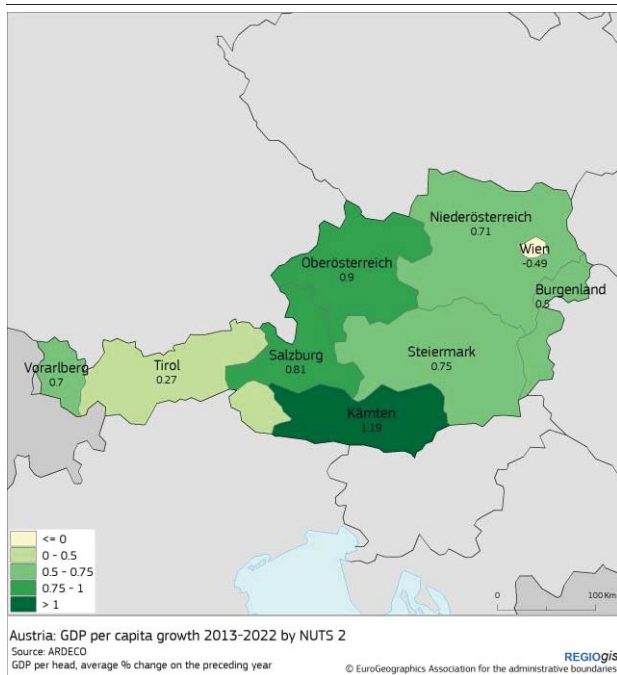 Niederösterreich
0.71
Wien
-0.49
Oberösterreich
0.9
Burgenland
0.5
Vorarlberg
0.7
Tirol
0.27
Salzburg
0.81
Steiermark
0.75
Kärnten
1.19
<= 0
0 - 0.5
0.5 - 0.75
0.75 - 1
> 1
0 100 Km
Austria: GDP per capita growth 2013-2022 by NUTS 2
Source: ARDECO
GDP per head, average % change on the preceding year
REGIOgis
© EuroGeographics Association for the administrative boundaries